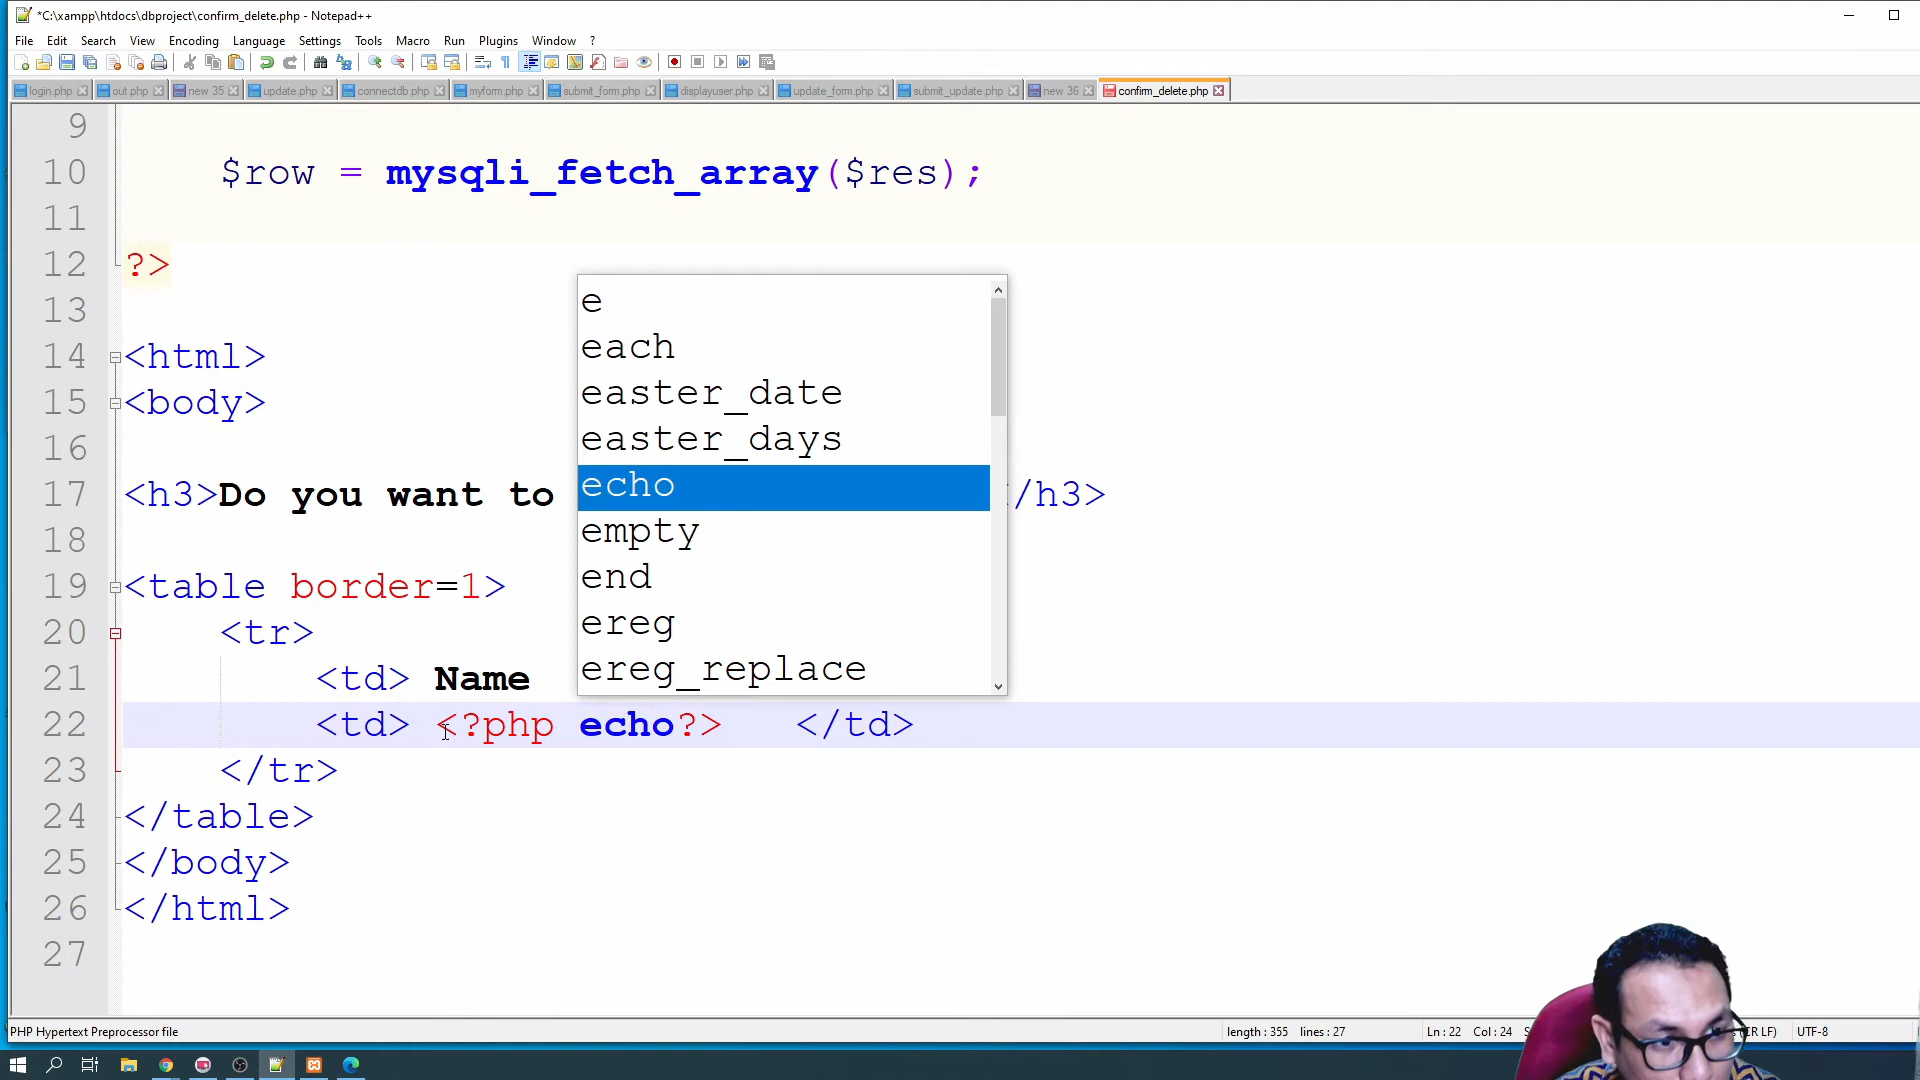 *C:\xampp\htdocs\dbproject\confirm_delete.php - Notepad++
File Edit Search View Encoding Language Settings Tools Macro Run Plugins Window ?
login.php out.php new 35 update.php connectdb.php myform.php submit_form.php displayuser.php update_form.php submit_update.php new 36 confirm_delete.php
9
10 $row = mysqli_fetch_array($res);
11
12 ?>
13
14 <html>
15 <body>
16
17 <h3>Do you want to </h3>
18
19 <table border=1>
20 <tr>
21 <td> Name
22 <td> <?php echo?> </td>
23 </tr>
24 </table>
25 </body>
26 </html>
27
e
each
easter_date
easter_days
echo
empty
end
ereg
ereg_replace
PHP Hypertext Preprocessor file length : 355 lines : 27 Ln : 22 Col : 24 UTF-8